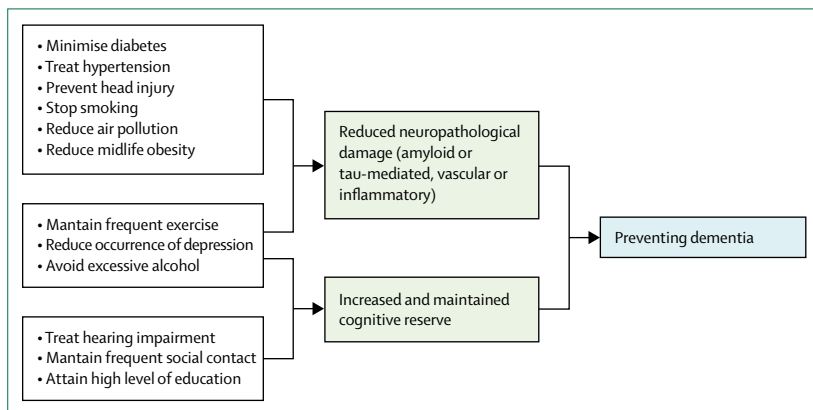 • Minimise diabetes
• Treat hypertension
• Prevent head injury
• Stop smoking
• Reduce air pollution
• Reduce midlife obesity
• Mantain frequent exercise
• Reduce occurrence of depression
• Avoid excessive alcohol
• Treat hearing impairment
• Mantain frequent social contact
• Attain high level of education
Reduced neuropathological
damage (amyloid or
tau-mediated, vascular or
inflammatory)
Increased and maintained
cognitive reserve
Preventing dementia